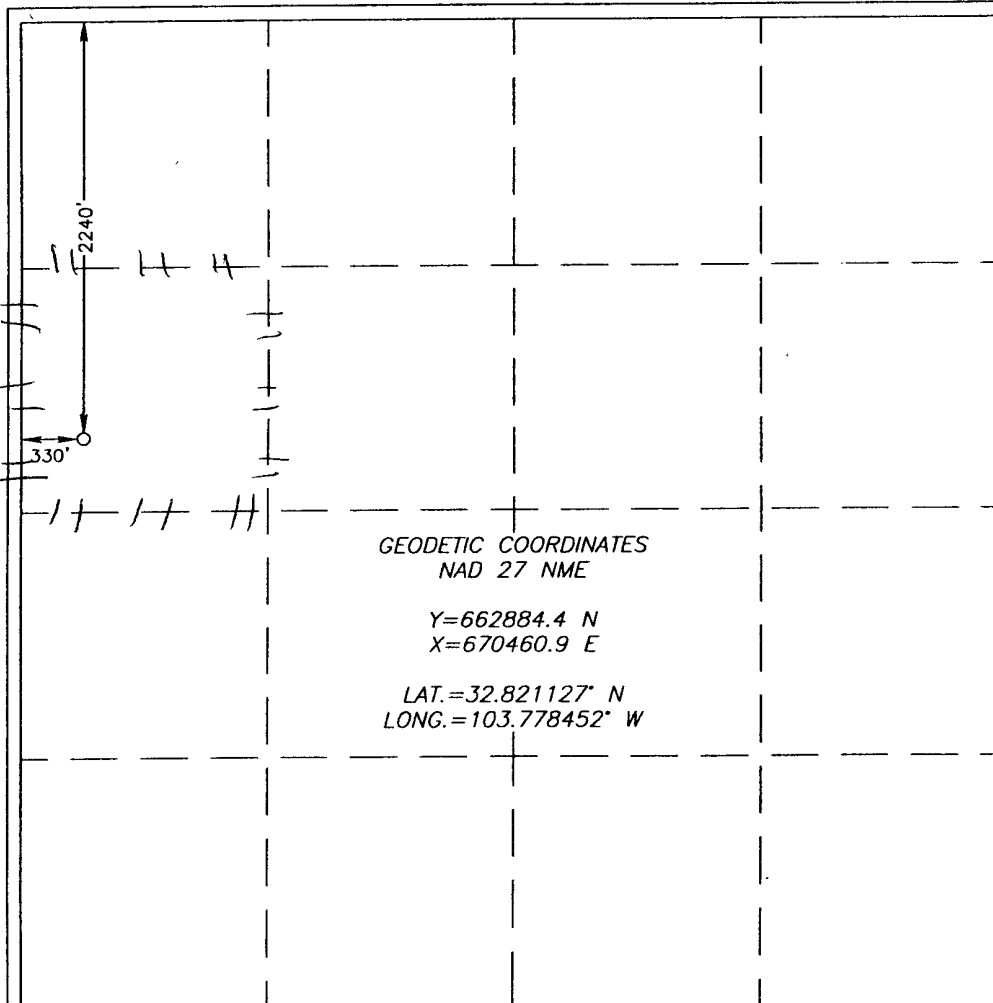 2240'
330'
GEODETIC COORDINATES
NAD 27 NME
Y=662884.4 N
X=670460.9 E
LAT.=32.821127° N
LONG.=103.778452° W